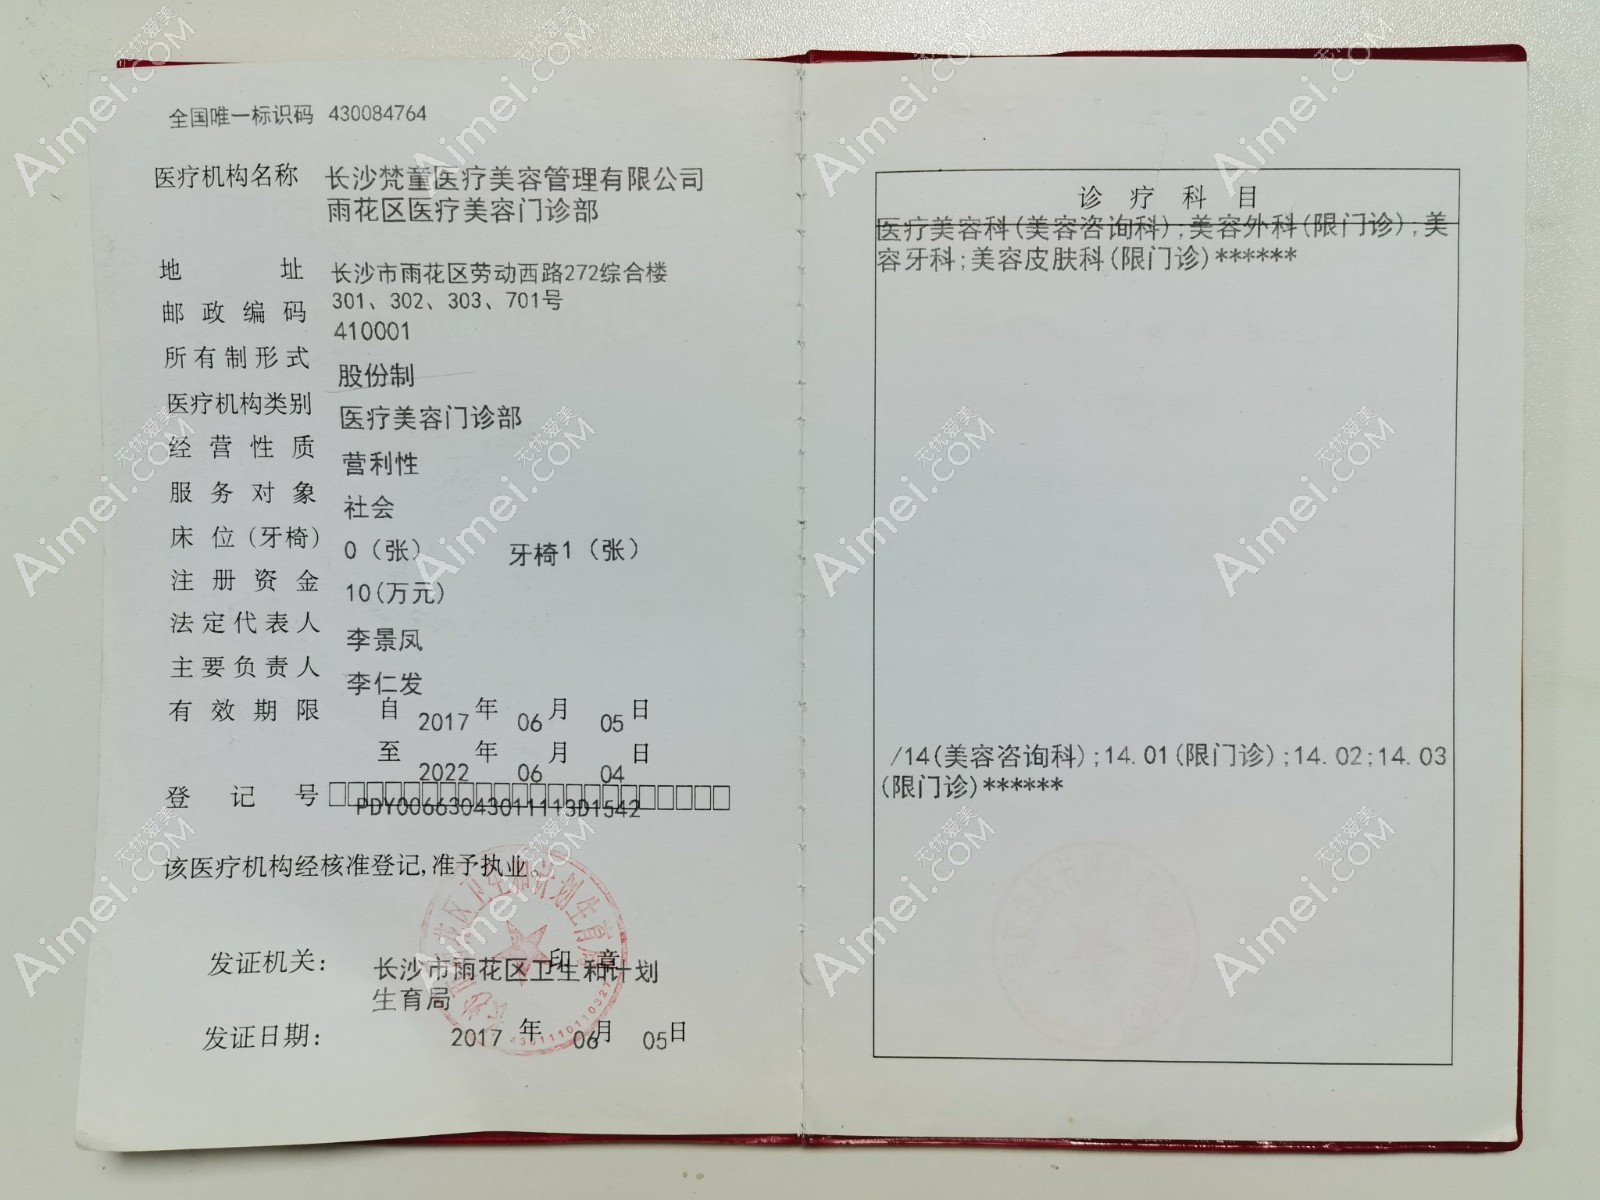 全国唯一标识码 430084764
医疗机构名称 长沙梵童医疗美容管理有限公司
雨花区医疗美容门诊部
地 址 长沙市雨花区劳动西路272综合楼
301、302、303、701号
邮政编码 410001
所有制形式 股份制
医疗机构类别 医疗美容门诊部
经营性质 营利性
服务对象 社会
床位(牙椅) 0（张） 牙椅1（张）
注册资金 10(万元)
法定代表人 李景凤
主要负责人 李仁发
有效期限 自 2017 年 06 月 05 日
至 2022 年 06 月 04 日
登记号 PDY00663043011113D1542
该医疗机构经核准登记,准予执业。
发证机关: 长沙市雨花区卫生和计划
生育局
印 章
发证日期: 2017 年 06 月 05 日
诊疗科目
医疗美容科(美容咨询科);美容外科(限门诊);美
容牙科;美容皮肤科(限门诊)******
/14(美容咨询科);14.01(限门诊);14.02;14.03
(限门诊)******
无忧爱美
Aimei.COM